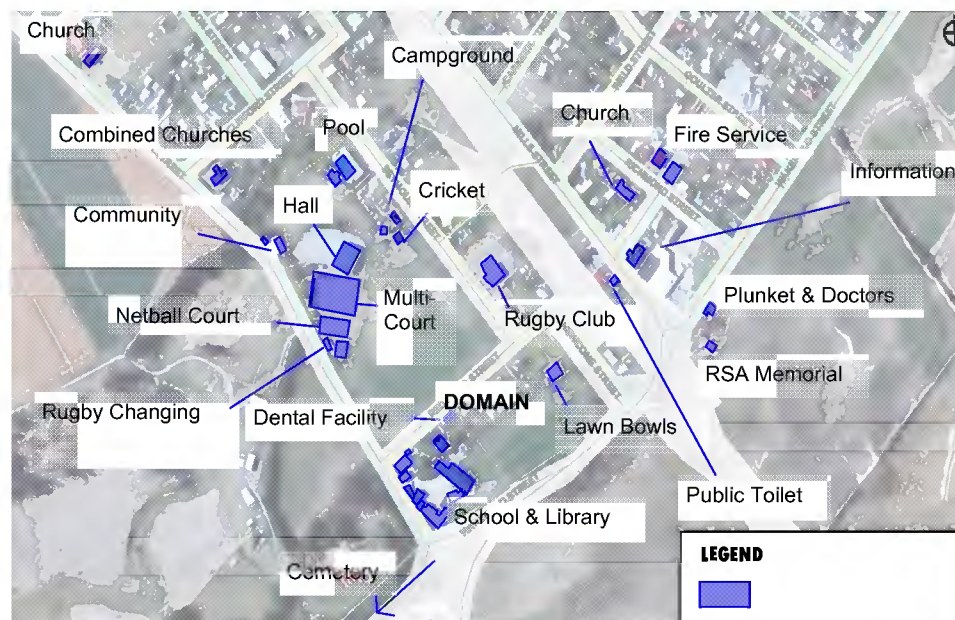 Church
Campground
Church
Combined Churches
Pool
Fire Service
Information
Community
Hall
Cricket
Netball Court
Multi-
Court
Rugby Club
Plunket & Doctors
RSA Memorial
Rugby Changing
Dental Facility
DOMAIN
Lawn Bowls
Public Toilet
School & Library
Cemetery
LEGEND